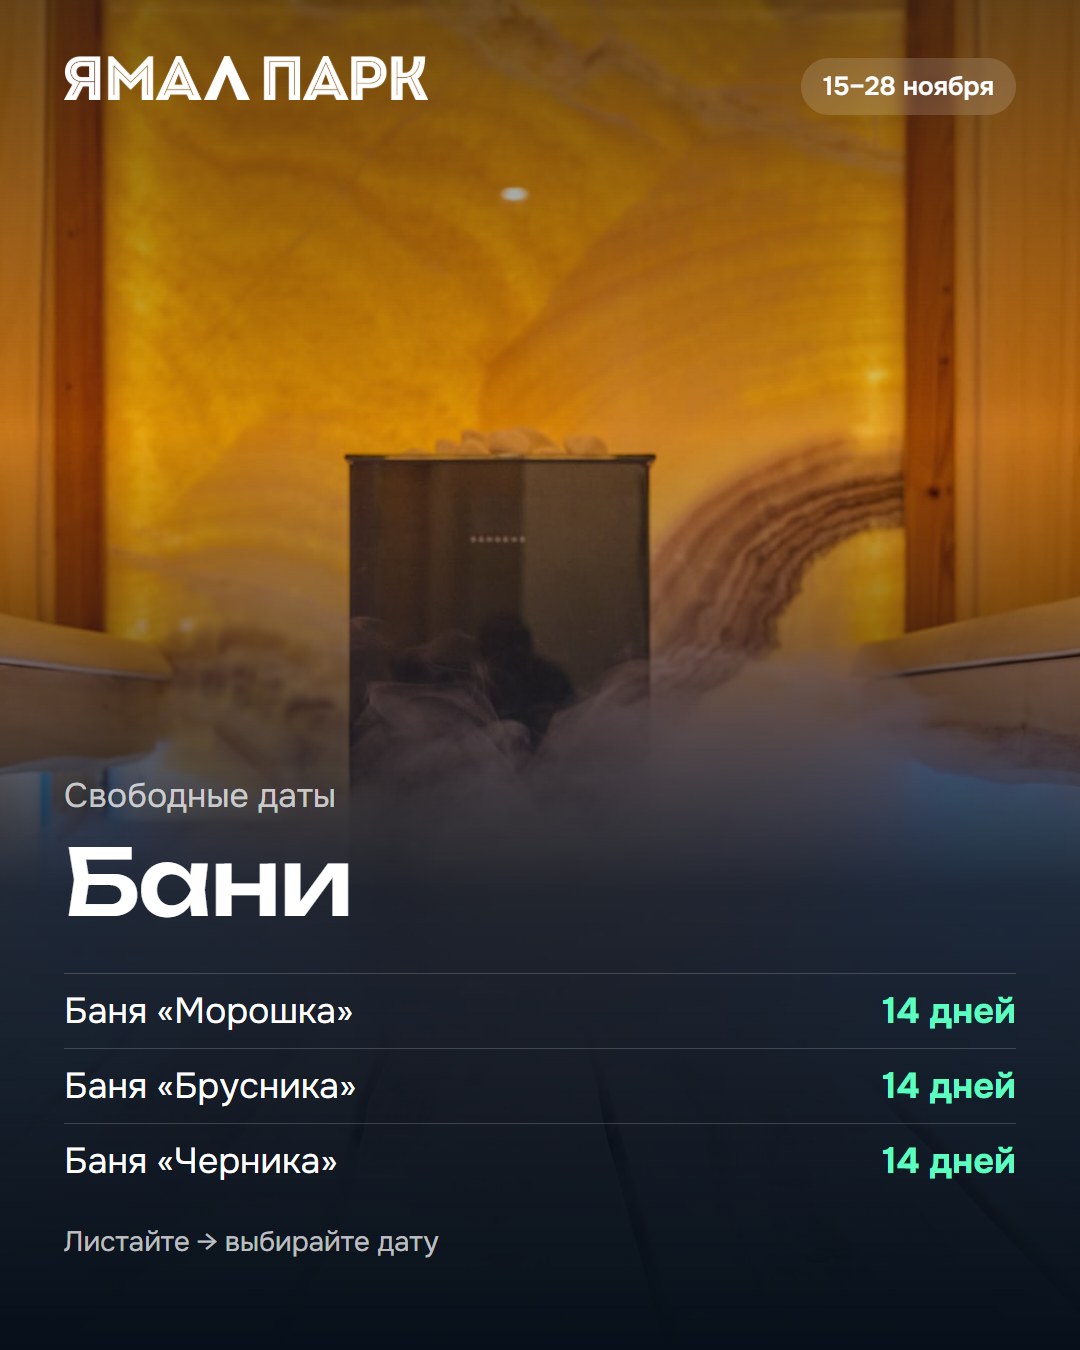 ЯМАЛ ПАРК
15–28 ноября
Свободные даты
Бани
Баня «Морошка» 14 дней
Баня «Брусника» 14 дней
Баня «Черника» 14 дней
Листайте → выбирайте дату